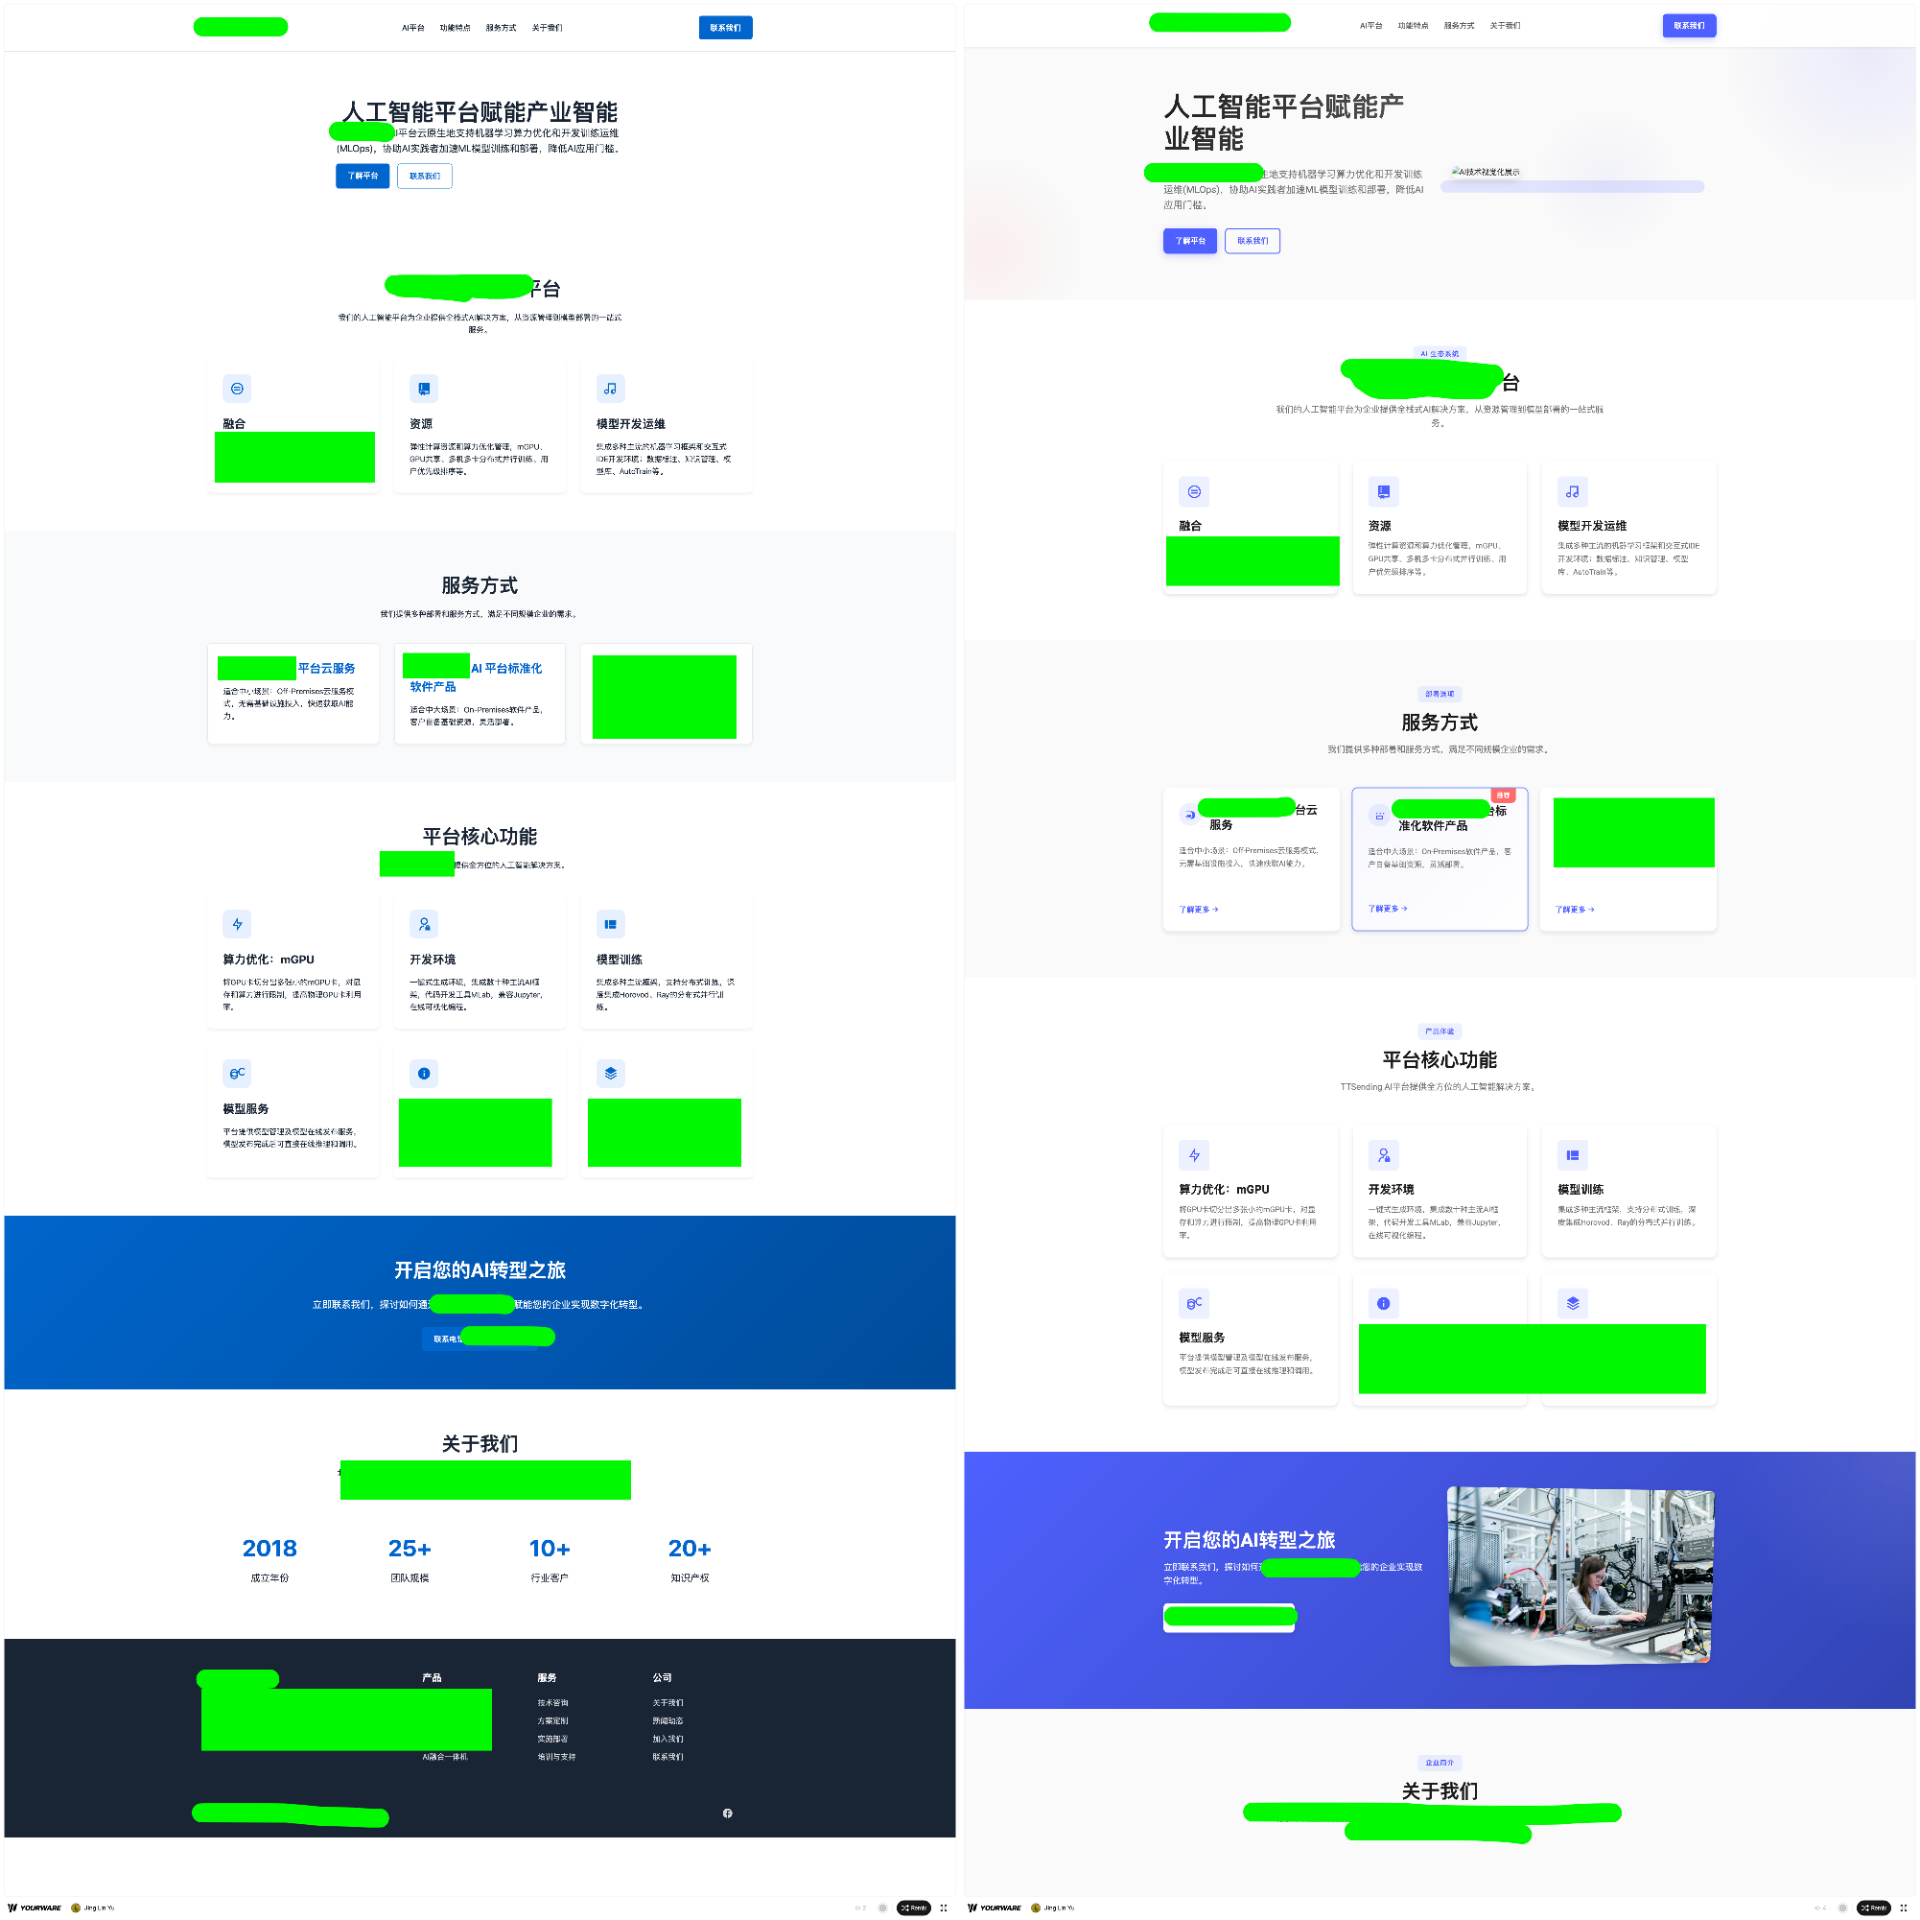 AI平台 功能特点 服务方式 关于我们
联系我们
人工智能平台赋能产业智能
AI平台云原生地支持机器学习算力优化和开发训练运维
(MLOps)，协助AI实践者加速ML模型训练和部署，降低AI应用门槛。
了解平台 联系我们
平台
我们的人工智能平台为企业提供全栈式AI解决方案，从资源管理到模型部署的一站式
服务。
融合
资源
弹性计算资源和算力优化管理，mGPU、
GPU共享、多机多卡分布式并行训练、用
户优先级排序等。
模型开发运维
集成多种主流的机器学习框架和交互式
IDE开发环境；数据标注、知识管理、模
型库、AutoTrain等。
服务方式
我们提供多种部署和服务方式，满足不同规模企业的需求。
平台云服务
适合中小场景：Off-Premises云服务模
式，无需基础设施投入，快速获取AI能
力。
AI 平台标准化
软件产品
适合中大场景：On-Premises软件产品，
客户自备基础资源，灵活部署。
平台核心功能
提供全方位的人工智能解决方案。
算力优化：mGPU
将GPU卡切分出多张小的mGPU卡，对显
存和算力进行限制，提高物理GPU卡利用
率。
开发环境
一键式生成环境，集成数十种主流AI框
架，代码开发工具MLab，兼容Jupyter，
在线可视化编程。
模型训练
集成多种主流框架，支持分布式训练，深
度集成Horovod、Ray的分布式并行训
练。
模型服务
平台提供模型管理及模型在线发布服务，
模型发布完成后可直接在线推理和调用。
开启您的AI转型之旅
立即联系我们，探讨如何通 赋能您的企业实现数字化转型。
联系电
关于我们
2018
成立年份
25+
团队规模
10+
行业客户
20+
知识产权
产品
AI融合一体机
服务
技术咨询
方案定制
实施部署
培训与支持
公司
关于我们
新闻动态
加入我们
联系我们
YOURWARE Jing Lin Yu
2 Remix
AI平台 功能特点 服务方式 关于我们
联系我们
人工智能平台赋能产
业智能
生地支持机器学习算力优化和开发训练
运维(MLOps)，协助AI实践者加速ML模型训练和部署，降低AI
应用门槛。
了解平台 联系我们
AI技术视觉化展示
AI 生态系统
台
我们的人工智能平台为企业提供全栈式AI解决方案，从资源管理到模型部署的一站式服
务。
融合
资源
弹性计算资源和算力优化管理，mGPU、
GPU共享、多机多卡分布式并行训练、用
户优先级排序等。
模型开发运维
集成多种主流的机器学习框架和交互式IDE
开发环境；数据标注、知识管理、模型
库、AutoTrain等。
部署选项
服务方式
我们提供多种部署和服务方式，满足不同规模企业的需求。
台云
服务
适合中小场景：Off-Premises云服务模式，
无需基础设施投入，快速获取AI能力。
了解更多 →
推荐
台标
准化软件产品
适合中大场景：On-Premises软件产品，客
户自备基础资源，灵活部署。
了解更多 →
了解更多 →
产品体验
平台核心功能
TTSending AI平台提供全方位的人工智能解决方案。
算力优化：mGPU
将GPU卡切分出多张小的mGPU卡，对显
存和算力进行限制，提高物理GPU卡利用
率。
开发环境
一键式生成环境，集成数十种主流AI框
架，代码开发工具MLab，兼容Jupyter，
在线可视化编程。
模型训练
集成多种主流框架，支持分布式训练，深
度集成Horovod、Ray的分布式并行训练。
模型服务
平台提供模型管理及模型在线发布服务，
模型发布完成后可直接在线推理和调用。
开启您的AI转型之旅
立即联系我们，探讨如何 您的企业实现数
字化转型。
企业简介
关于我们
YOURWARE Jing Lin Yu
4 Remix